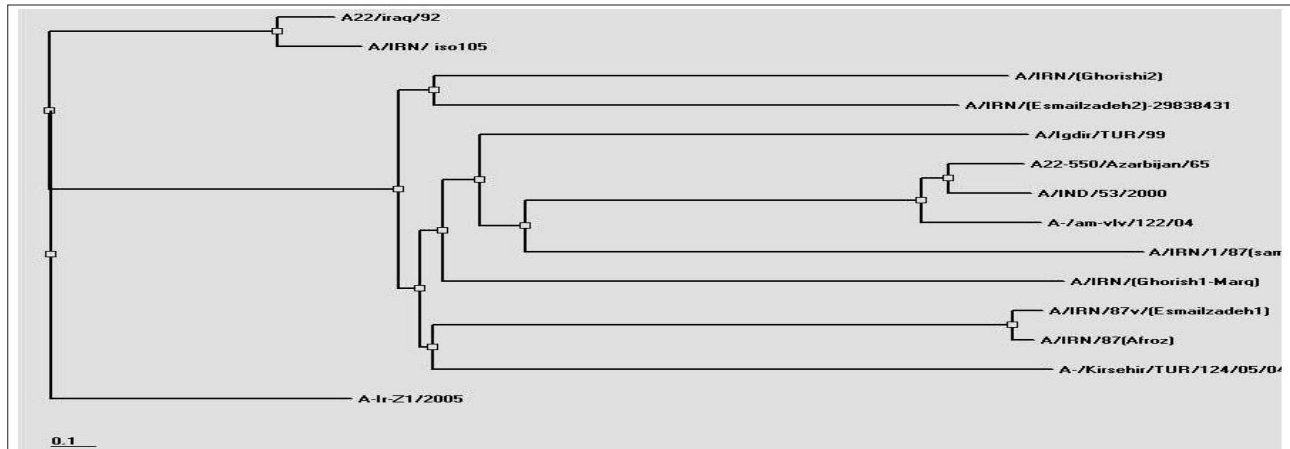 A22/iraq/92
A/IRN/ iso105
A/IRN/(Ghorishi2)
A/IRN/(Esmailzadeh2)-29838431
A/Igdir/TUR/99
A22-550/Azarbijan/65
A/IND/53/2000
A-/am-vlv/122/04
A/IRN/1/87(sam
A/IRN/(Ghorish1-Marq)
A/IRN/87v/(Esmailzadeh1)
A/IRN/87(Afroz)
A-/Kirsehir/TUR/124/05/04
A-Ir-Z1/2005
0.1